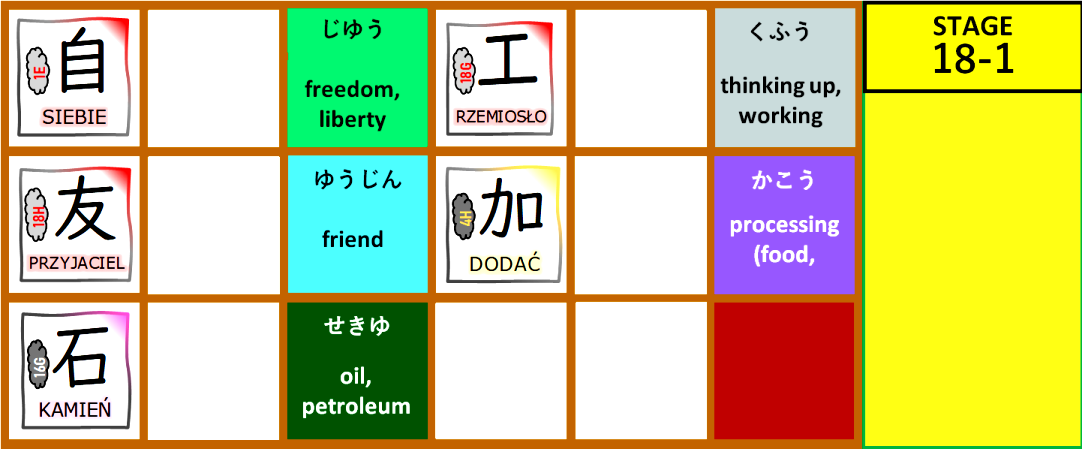 自
1E
SIEBIE
じゆう
freedom,
liberty
工
18G
RZEMIOSŁO
くふう
thinking up,
working
STAGE
18-1
友
18H
PRZYJACIEL
ゆうじん
friend
加
4H
DODAĆ
かこう
processing
(food,
石
16G
KAMIEŃ
せきゆ
oil,
petroleum